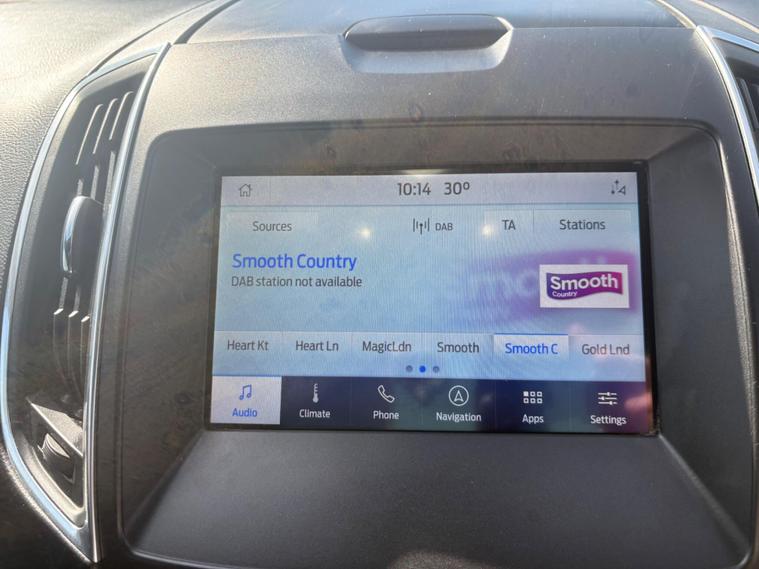 10:14 30º
Sources DAB TA Stations
Smooth Country
DAB station not available
Smooth
Country
Heart Kt Heart Ln MagicLdn Smooth Smooth C Gold Lnd
Audio Climate Phone Navigation Apps Settings